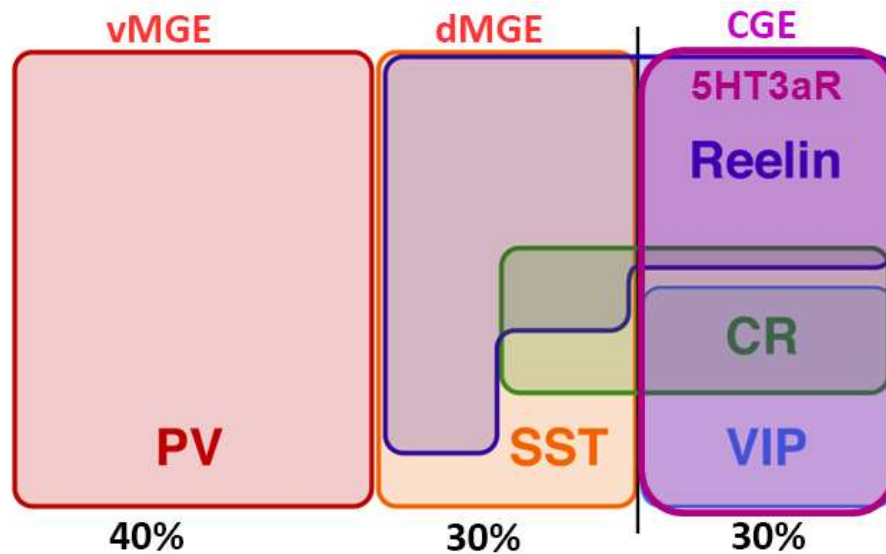 vMGE dMGE CGE
5HT3aR
Reelin
CR
PV SST VIP
40% 30% 30%